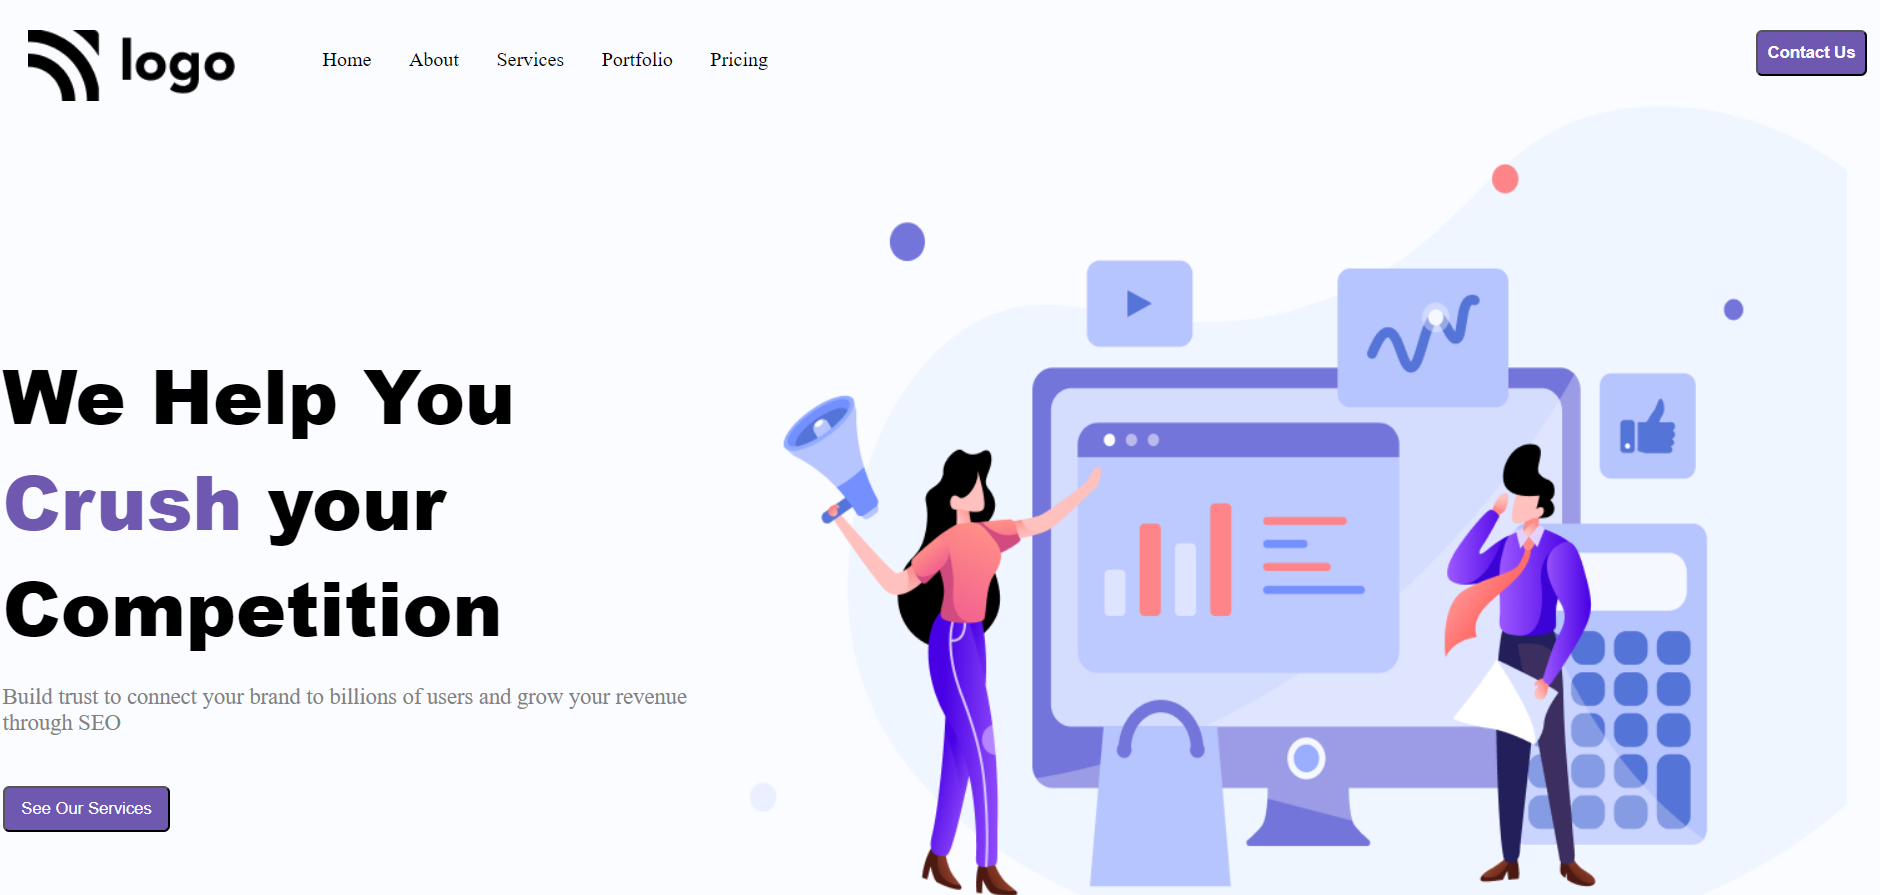 logo
Home About Services Portfolio Pricing
Contact Us
We Help You
Crush your
Competition
Build trust to connect your brand to billions of users and grow your revenue
through SEO
See Our Services